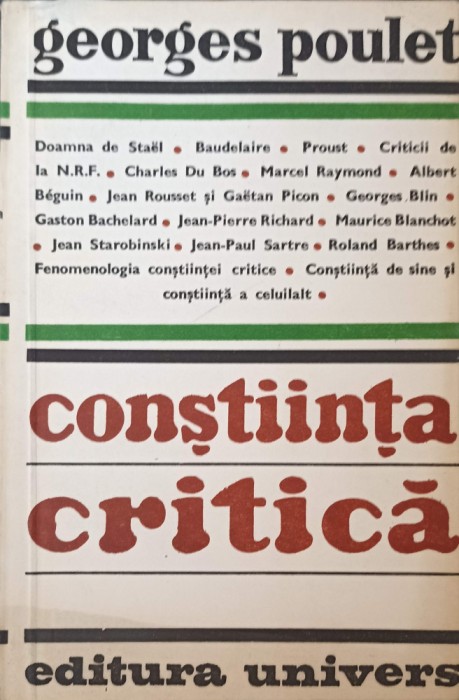 georges poulet
Doamna de Staël • Baudelaire • Proust • Criticii de
la N.R.F. • Charles Du Bos • Marcel Raymond • Albert
Béguin • Jean Rousset și Gaëtan Picon • Georges Blin •
Gaston Bachelard • Jean-Pierre Richard • Maurice Blanchot
• Jean Starobinski • Jean-Paul Sartre • Roland Barthes •
Fenomenologia conștiinței critice • Conștiință de sine și
conștiință a celuilalt •
conștiința
critică
editura univers